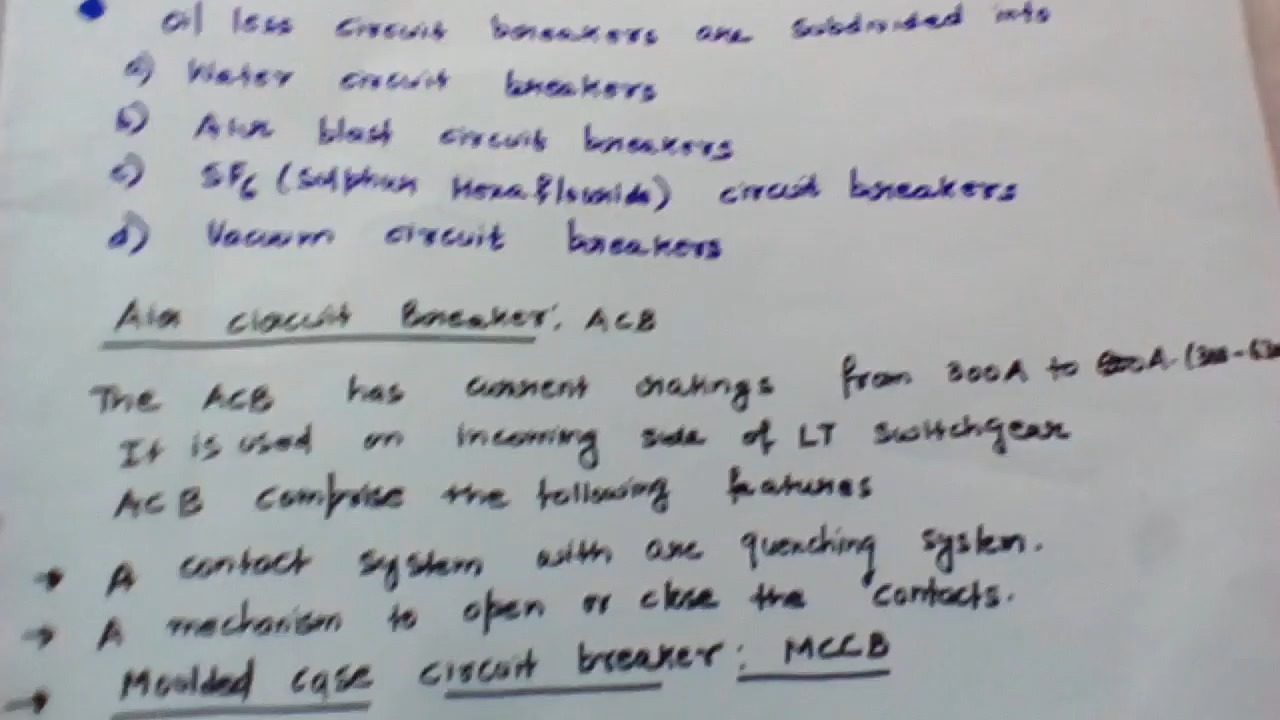 oil less circuit breakers are subdivided into
a) Water circuit breakers
b) Air blast circuit breakers
c) SF6 (Sulphur Hexa flouride) circuit breakers
d) Vacuum circuit breakers
Air circuit Breaker: ACB
The ACB has current ratings from 300A to A. (300-
It is used on incoming side of LT switchgear
ACB comprise the following features
→ A contact system with arc quenching system.
→ A mechanism to open or close the contacts.
→ Moulded case circuit breaker: MCCB